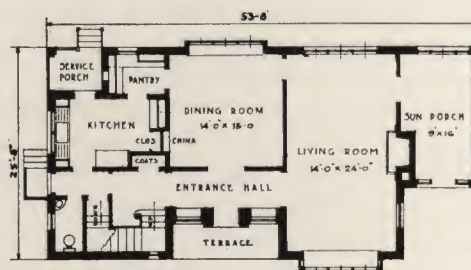 53-8
SERVICE
PORCH
PANTRY
DINING ROOM
14'0" X 15-0
KITCHEN
SUN PORCH
9' X 16'
CLOS
CHINA
LIVING ROOM
14'-0" X 24'-0"
COATS
ENTRANCE HALL
TERRACE